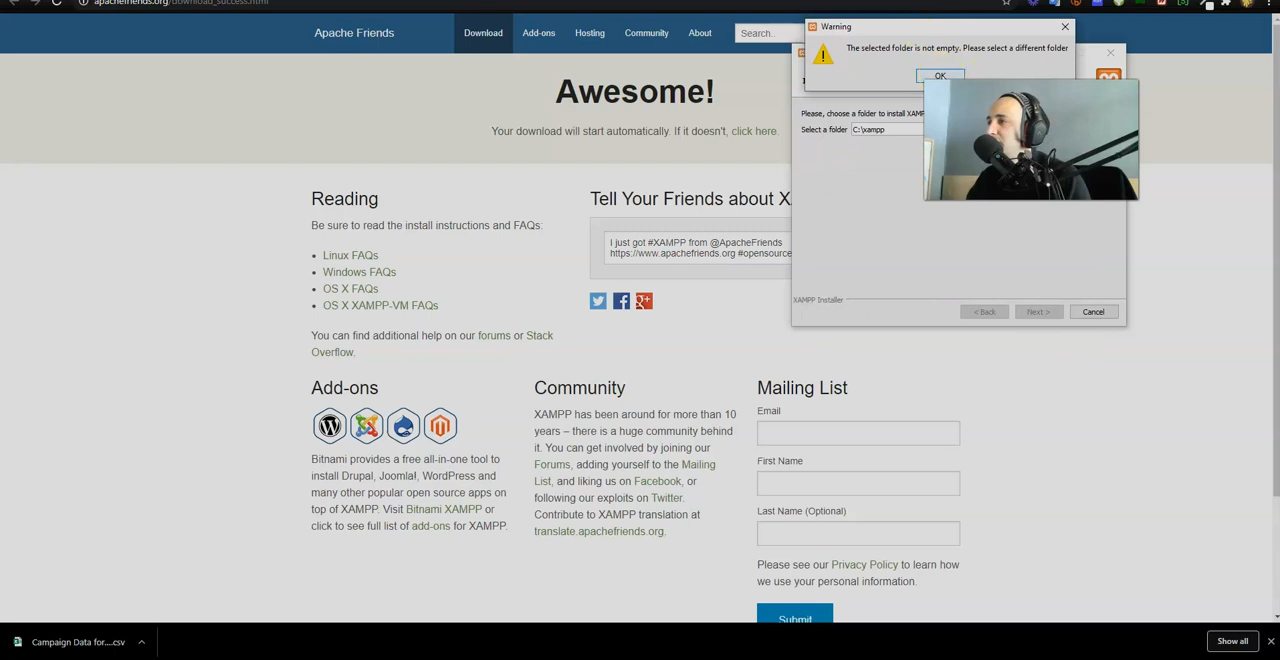 apachefriends.org/download_success.html
Apache Friends
Download
Add-ons
Hosting
Community
About
Search..
Warning
The selected folder is not empty. Please select a different folder
OK
Please, choose a folder to install XAMP
Select a folder C:\xampp
XAMPP Installer
< Back
Next >
Cancel
Awesome!
Your download will start automatically. If it doesn't, click here.
Reading
Be sure to read the install instructions and FAQs:
• Linux FAQs
• Windows FAQs
• OS X FAQs
• OS X XAMPP-VM FAQs
You can find additional help on our forums or Stack
Overflow.
Tell Your Friends about X
I just got #XAMPP from @ApacheFriends
https://www.apachefriends.org #opensource
Add-ons
Bitnami provides a free all-in-one tool to
install Drupal, Joomla!, WordPress and
many other popular open source apps on
top of XAMPP. Visit Bitnami XAMPP or
click to see full list of add-ons for XAMPP.
Community
XAMPP has been around for more than 10
years – there is a huge community behind
it. You can get involved by joining our
Forums, adding yourself to the Mailing
List, and liking us on Facebook, or
following our exploits on Twitter.
Contribute to XAMPP translation at
translate.apachefriends.org.
Mailing List
Email
First Name
Last Name (Optional)
Please see our Privacy Policy to learn how
we use your personal information.
Submit
Campaign Data for....csv
Show all